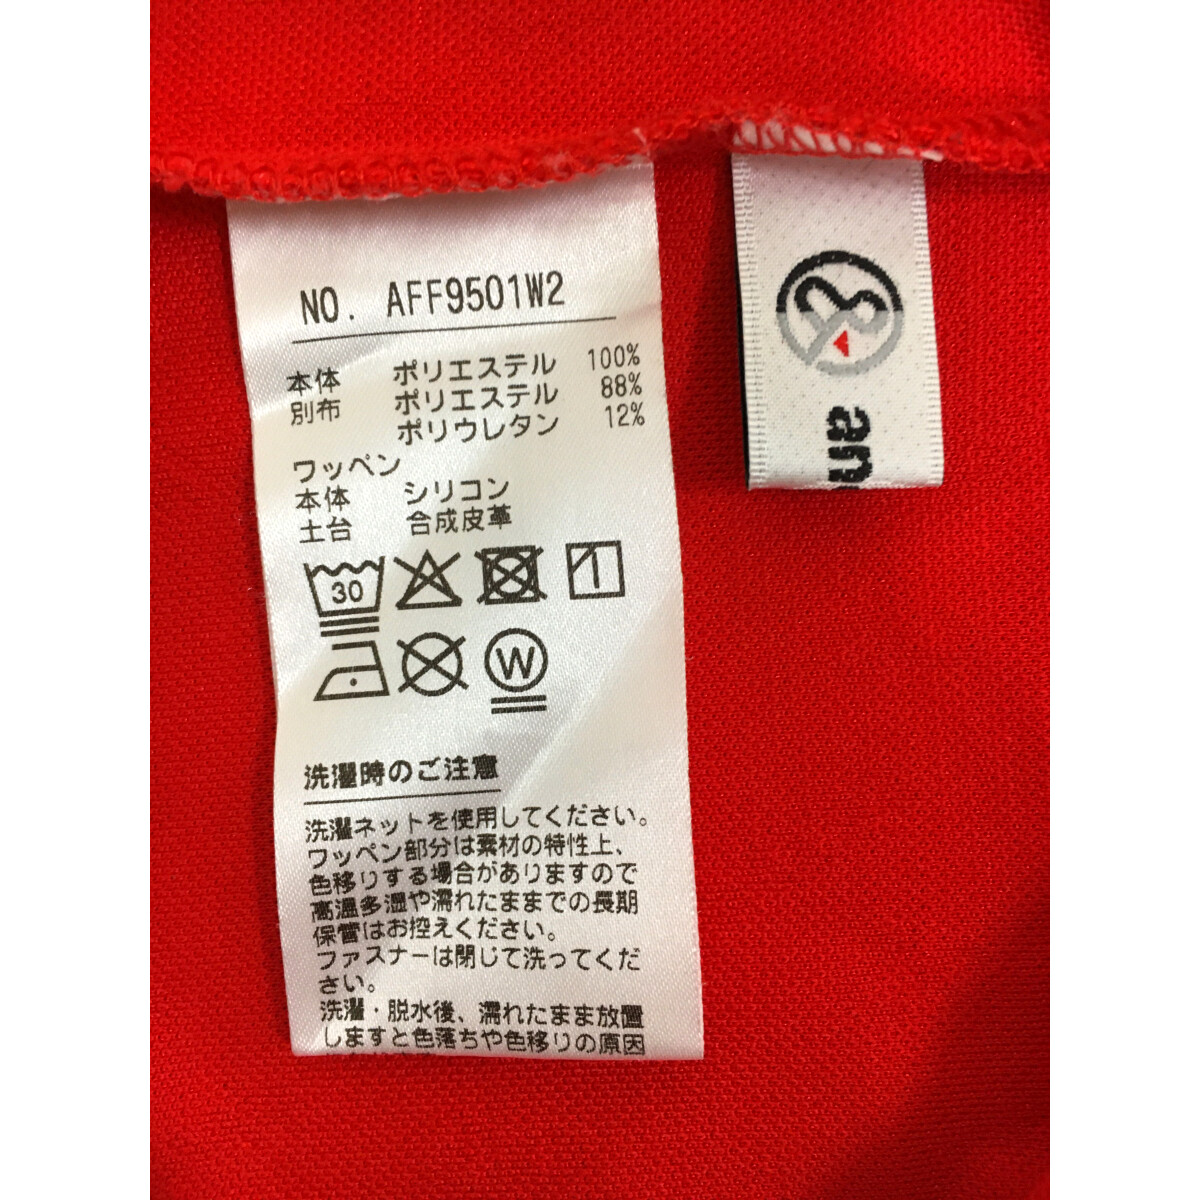 NO. AFF9501W2
本体 ポリエステル 100%
別布 ポリエステル 88%
ポリウレタン 12%
ワッペン
本体 シリコン
土台 合成皮革
30
W
洗濯時のご注意
洗濯ネットを使用してください。
ワッペン部分は素材の特性上、
色移りする場合がありますので
高温多湿や濡れたままでの長期
保管はお控えください。
ファスナーは閉じて洗ってくだ
さい。
洗濯・脱水後、濡れたまま放置
しますと色落ちや色移りの原因
an